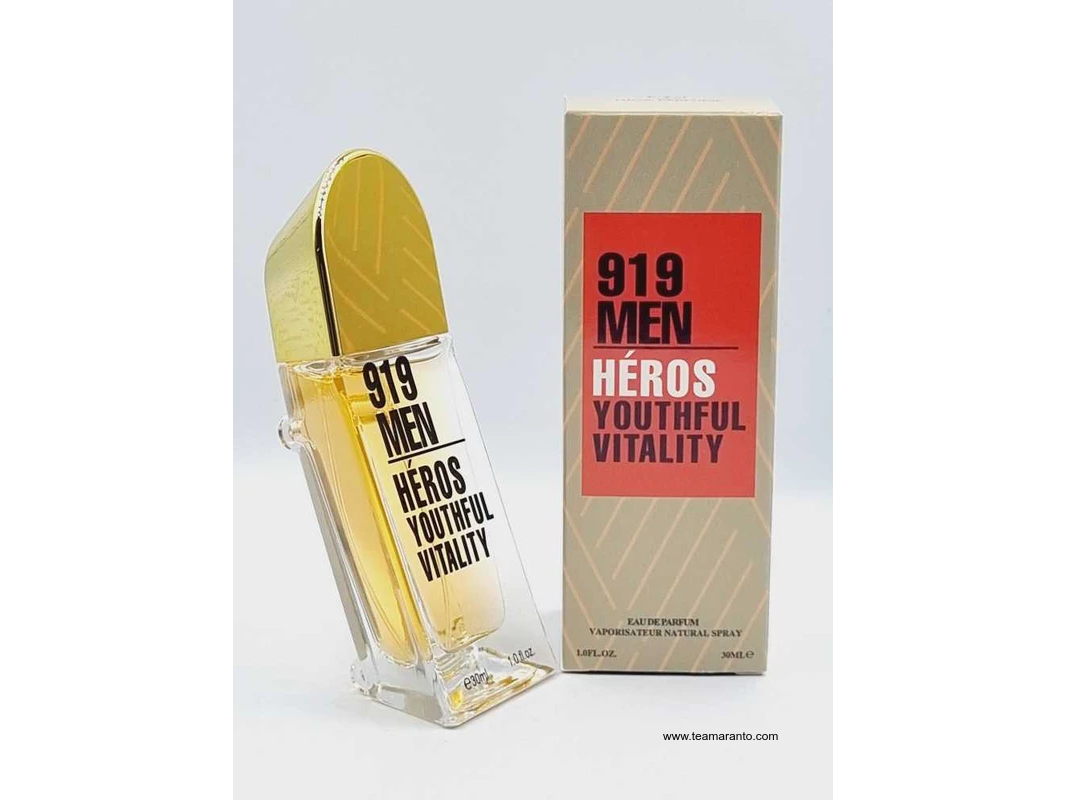 919
MEN
HÉROS
YOUTHFUL
VITALITY
e30ml 1.0 fl.oz.
919
MEN
HÉROS
YOUTHFUL
VITALITY
EAU DE PARFUM
VAPORISATEUR NATURAL SPRAY
1.0FL.OZ. 30ML e
www.teamaranto.com